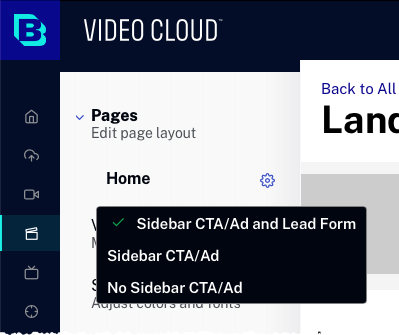 VIDEO CLOUD™
Back to All
Pages
Edit page layout
Home
Sidebar CTA/Ad and Lead Form
Sidebar CTA/Ad
No Sidebar CTA/Ad
Adjust colors and fonts